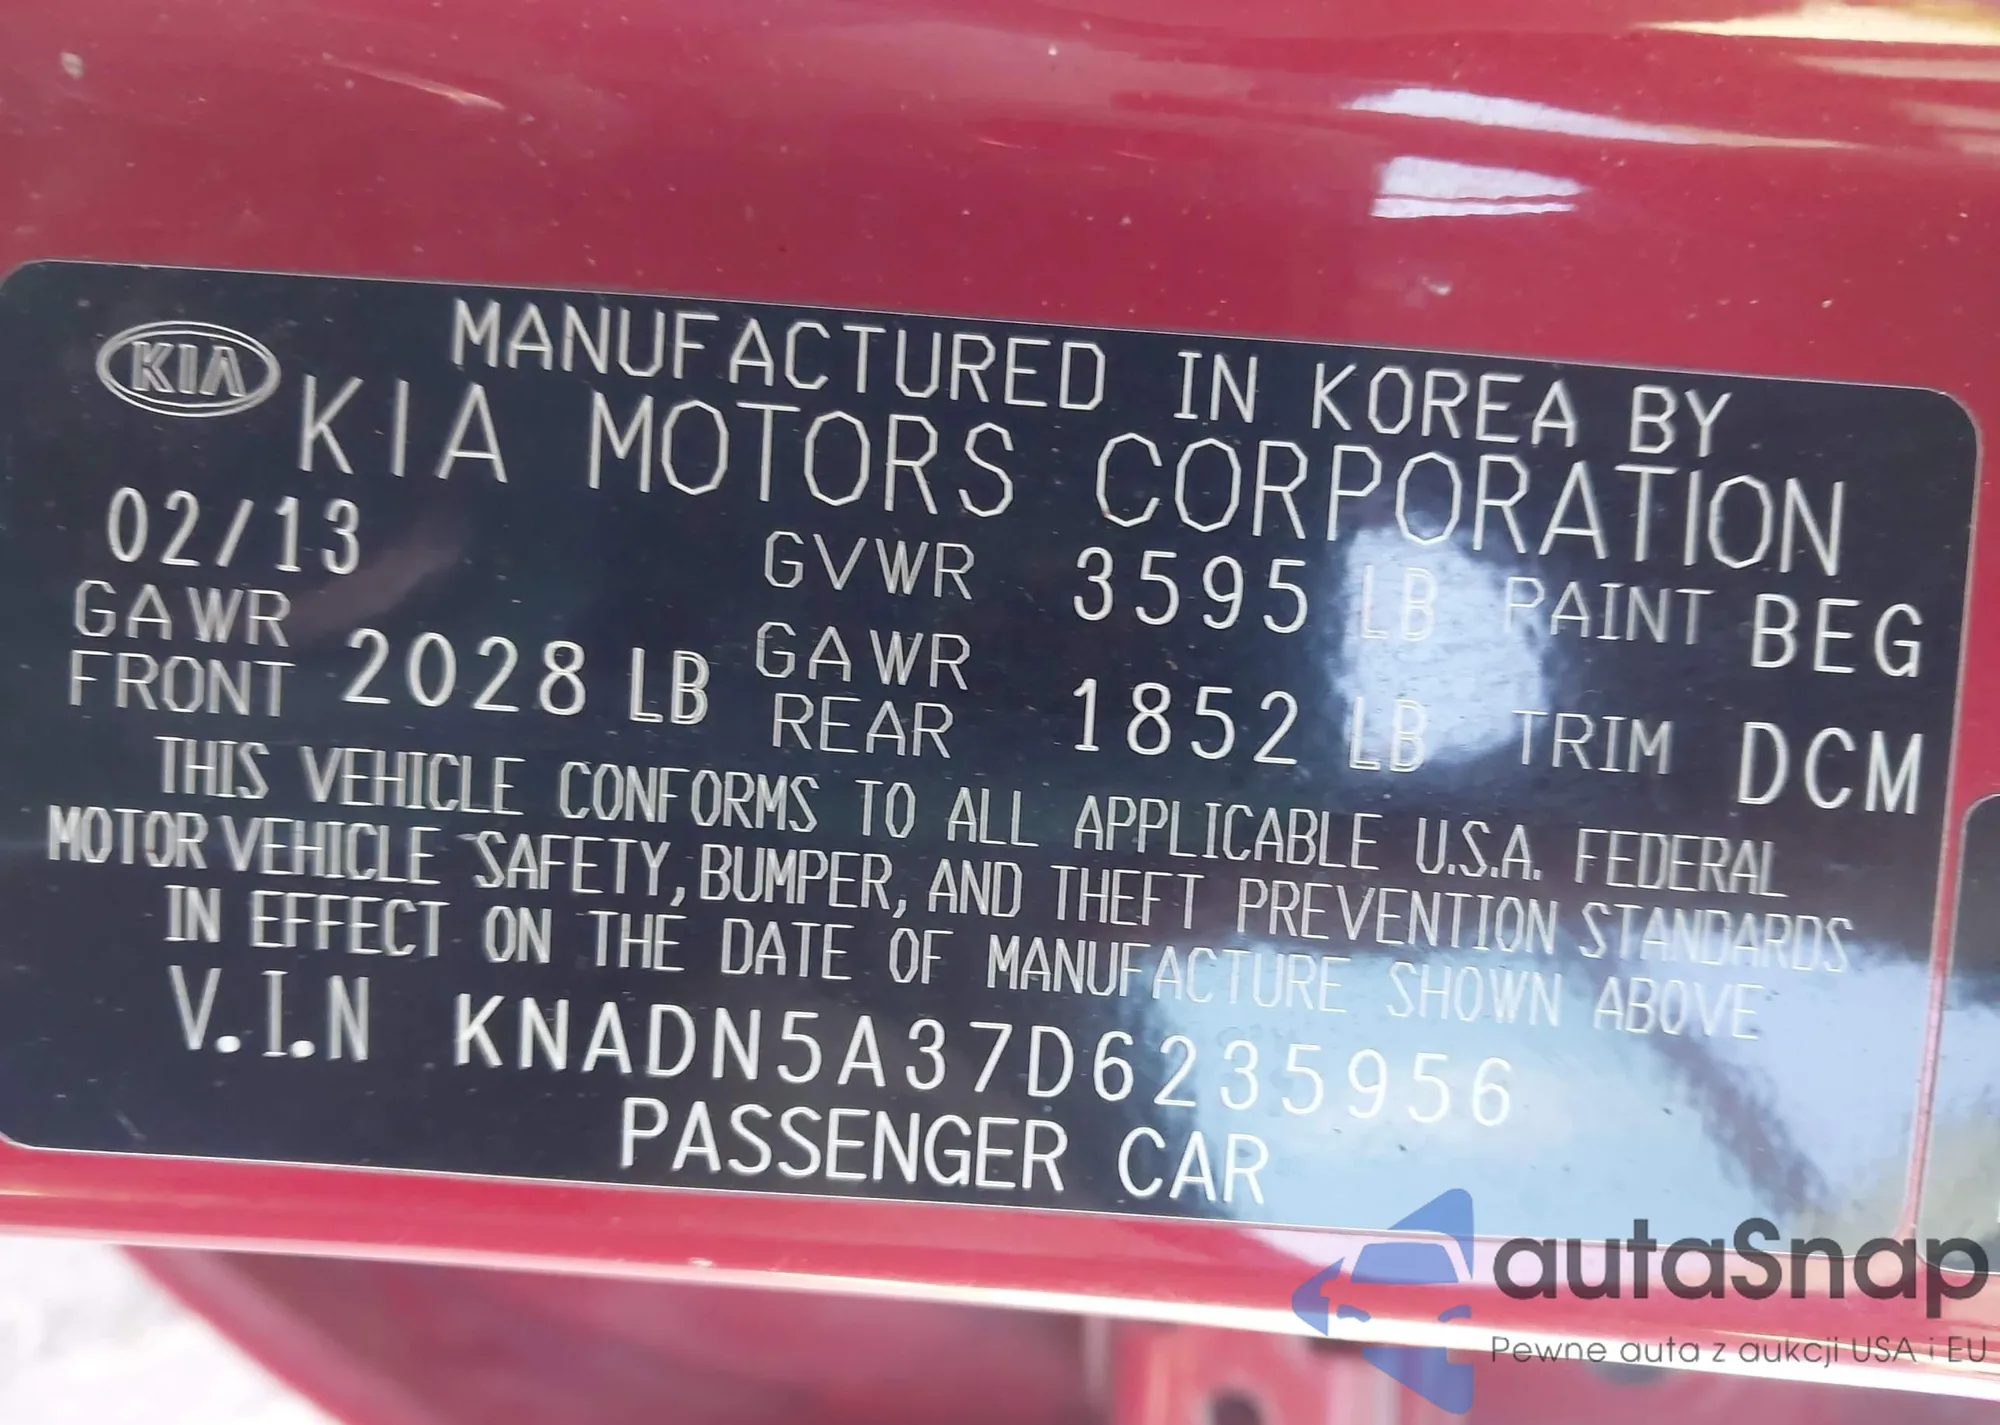 KIA
MANUFACTURED IN KOREA BY
KIA MOTORS CORPORATION
02/13 GVWR 3595 LB PAINT BEG
GAWR FRONT 2028 LB GAWR REAR 1852 LB TRIM DCM
THIS VEHICLE CONFORMS TO ALL APPLICABLE U.S.A. FEDERAL
MOTOR VEHICLE SAFETY, BUMPER, AND THEFT PREVENTION STANDARDS
IN EFFECT ON THE DATE OF MANUFACTURE SHOWN ABOVE
V.I.N KNADN5A37D6235956
PASSENGER CAR
autaSnap
Pewne auta z aukcji USA i EU